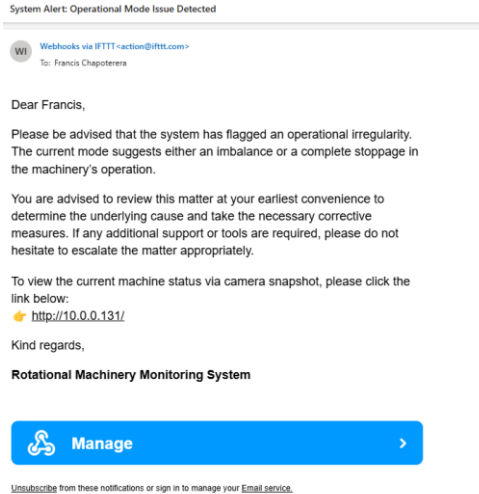 System Alert: Operational Mode Issue Detected
WI
Webhooks via IFTTT<action@ifttt.com>
To: Francis Chapoterera
Dear Francis,
Please be advised that the system has flagged an operational irregularity.
The current mode suggests either an imbalance or a complete stoppage in
the machinery's operation.
You are advised to review this matter at your earliest convenience to
determine the underlying cause and take the necessary corrective
measures. If any additional support or tools are required, please do not
hesitate to escalate the matter appropriately.
To view the current machine status via camera snapshot, please click the
link below:
👉 http://10.0.0.131/
Kind regards,
Rotational Machinery Monitoring System
Manage
Unsubscribe from these notifications or sign in to manage your Email service.